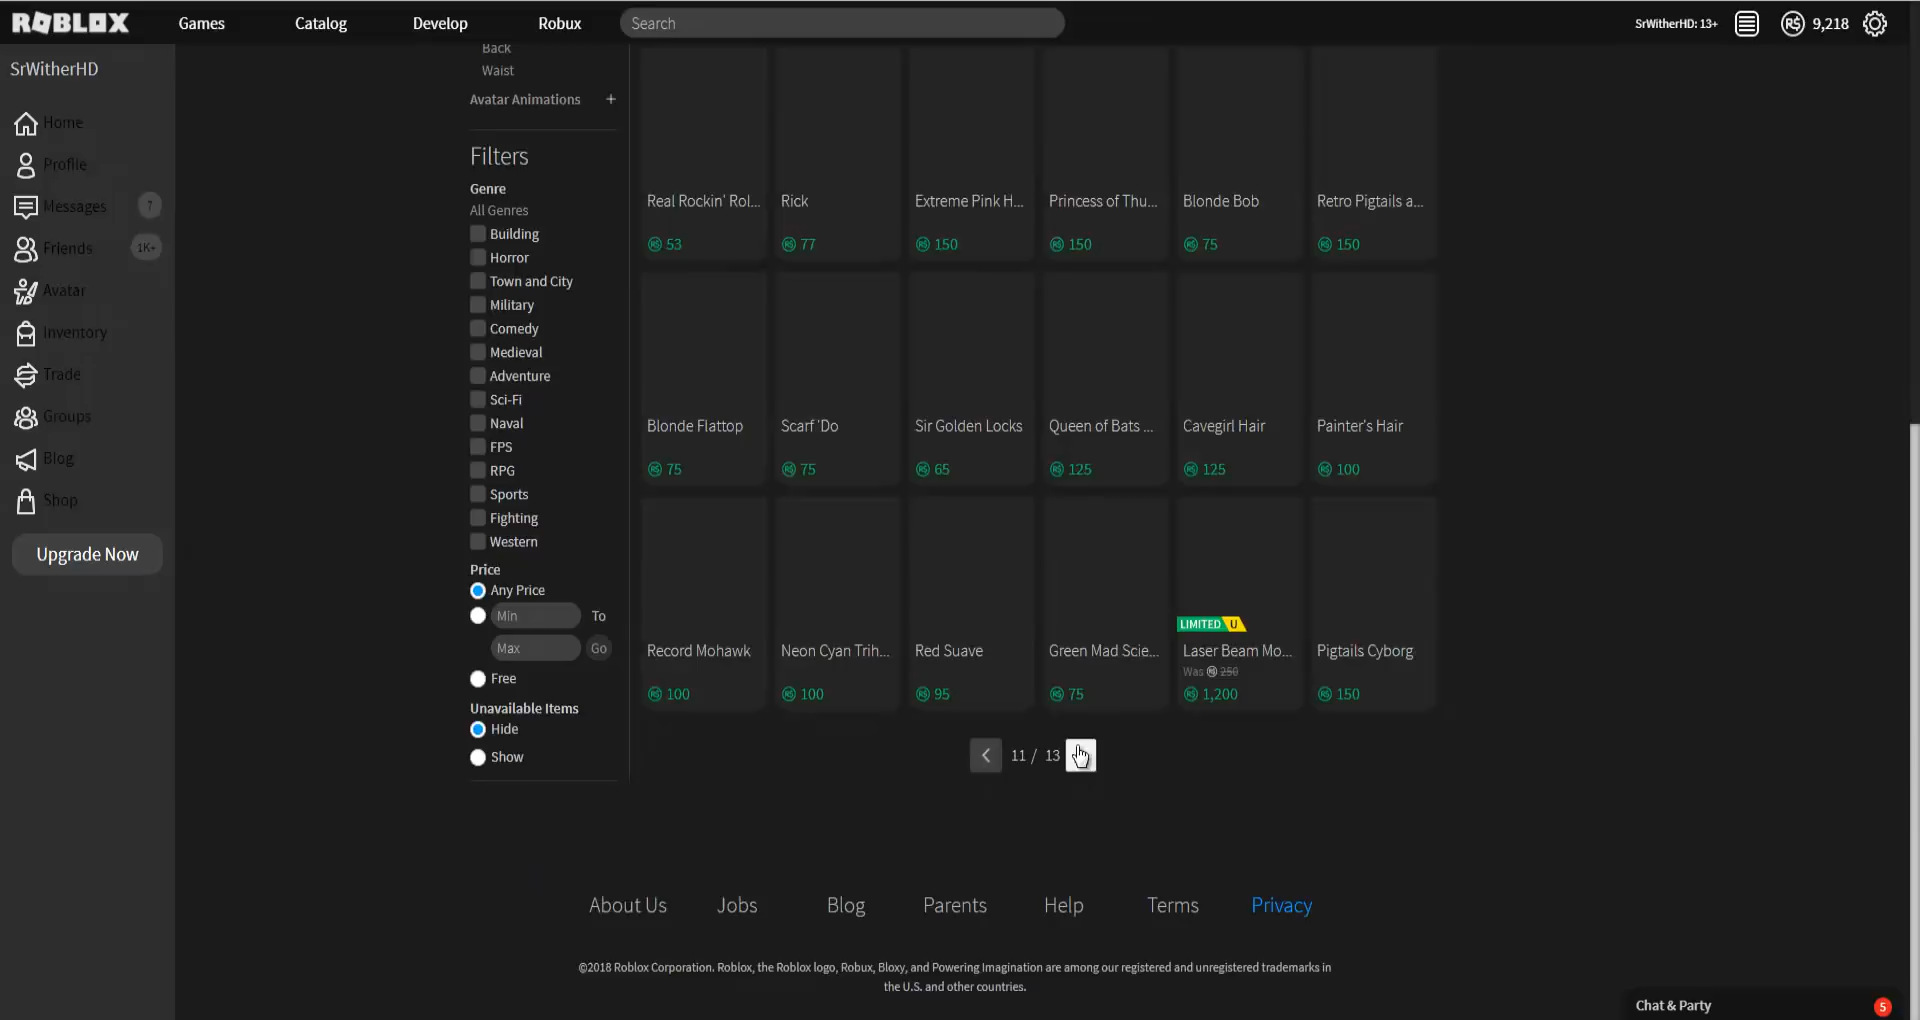 ROBLOX
Games
Catalog
Develop
Robux
Search
SrWitherHD: 13+
R$ 9,218
SrWitherHD
Home
Profile
Messages
?
Friends
1K+
Avatar
Inventory
Trade
Groups
Blog
Shop
Upgrade Now
Back
Waist
Avatar Animations +
Filters
Genre
All Genres
Building
Horror
Town and City
Military
Comedy
Medieval
Adventure
Sci-Fi
Naval
FPS
RPG
Sports
Fighting
Western
Price
Any Price
Min To
Max Go
Free
Unavailable Items
Hide
Show
Real Rockin' Rol...
R$ 53
Rick
R$ 77
Extreme Pink H...
R$ 150
Princess of Thu...
R$ 150
Blonde Bob
R$ 75
Retro Pigtails a...
R$ 150
Blonde Flattop
R$ 75
Scarf 'Do
R$ 75
Sir Golden Locks
R$ 65
Queen of Bats ...
R$ 125
Cavegirl Hair
R$ 125
Painter's Hair
R$ 100
Record Mohawk
R$ 100
Neon Cyan Trih...
R$ 100
Red Suave
R$ 95
Green Mad Scie...
R$ 75
LIMITED U
Laser Beam Mo...
Was R$ 250
R$ 1,200
Pigtails Cyborg
R$ 150
11 / 13
About Us
Jobs
Blog
Parents
Help
Terms
Privacy
©2018 Roblox Corporation. Roblox, the Roblox logo, Robux, Bloxy, and Powering Imagination are among our registered and unregistered trademarks in
the U.S. and other countries.
Chat & Party
5